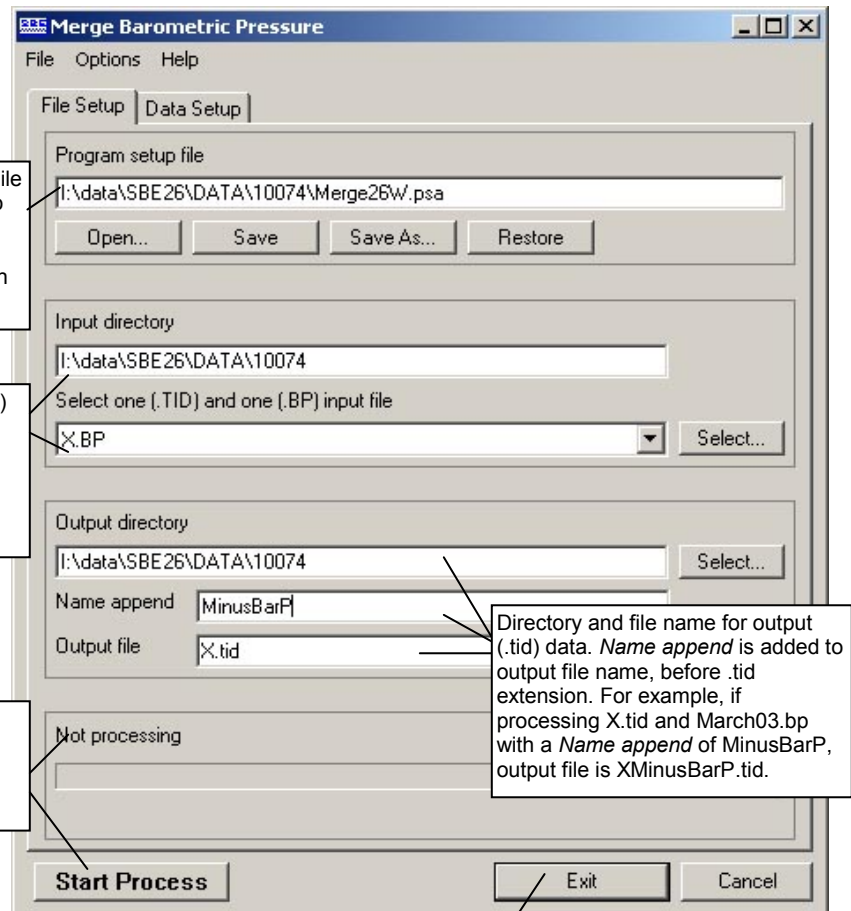 Merge Barometric Pressure
File Options Help
File Setup Data Setup
Program setup file
I:\data\SBE26\DATA\10074\Merge26W.psa
Open... Save Save As... Restore
Input directory
I:\data\SBE26\DATA\10074
Select one (.TID) and one (.BP) input file
X.BP
Select...
Output directory
I:\data\SBE26\DATA\10074
Select...
Name append MinusBarP
Output file X.tid
Directory and file name for output
(.tid) data. Name append is added to
output file name, before .tid
extension. For example, if
processing X.tid and March03.bp
with a Name append of MinusBarP,
output file is XMinusBarP.tid.
Not processing
Start Process Exit Cancel